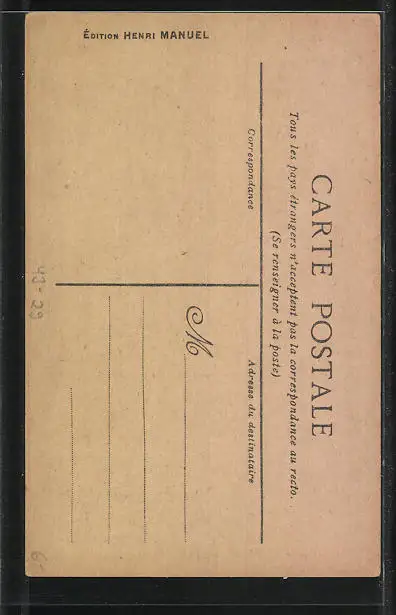 CARTE POSTALE
Tous les pays étrangers n'acceptent pas la correspondance au recto.
(Se renseigner à la poste)
Correspondance
Adresse du destinataire
M
ÉDITION HENRI MANUEL
43-29